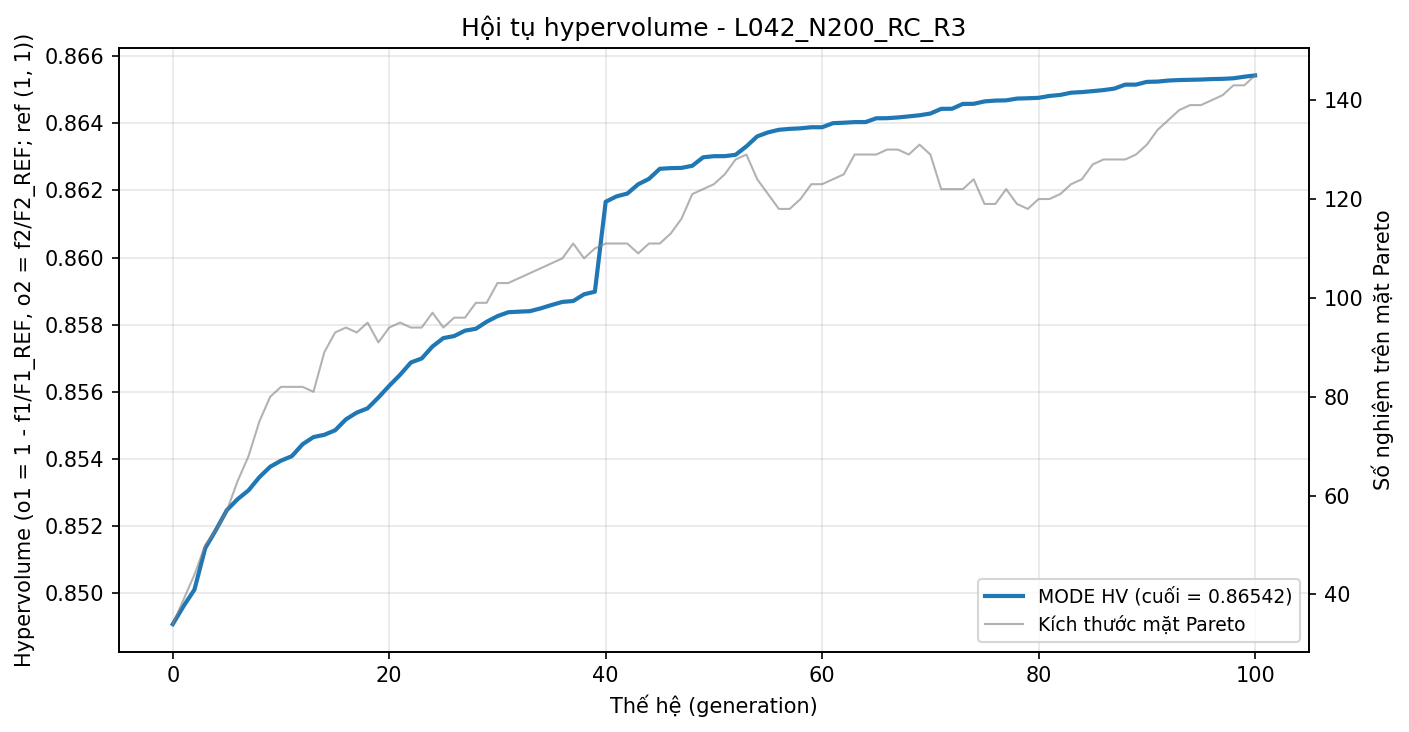 Hội tụ hypervolume - L042_N200_RC_R3
Hypervolume (o1 = 1 - f1/F1_REF, o2 = f2/F2_REF; ref (1, 1))
0.866
0.864
0.862
0.860
0.858
0.856
0.854
0.852
0.850
140
120
100
80
60
40
Số nghiệm trên mặt Pareto
MODE HV (cuối = 0.86542)
Kích thước mặt Pareto
0 20 40 60 80 100
Thế hệ (generation)